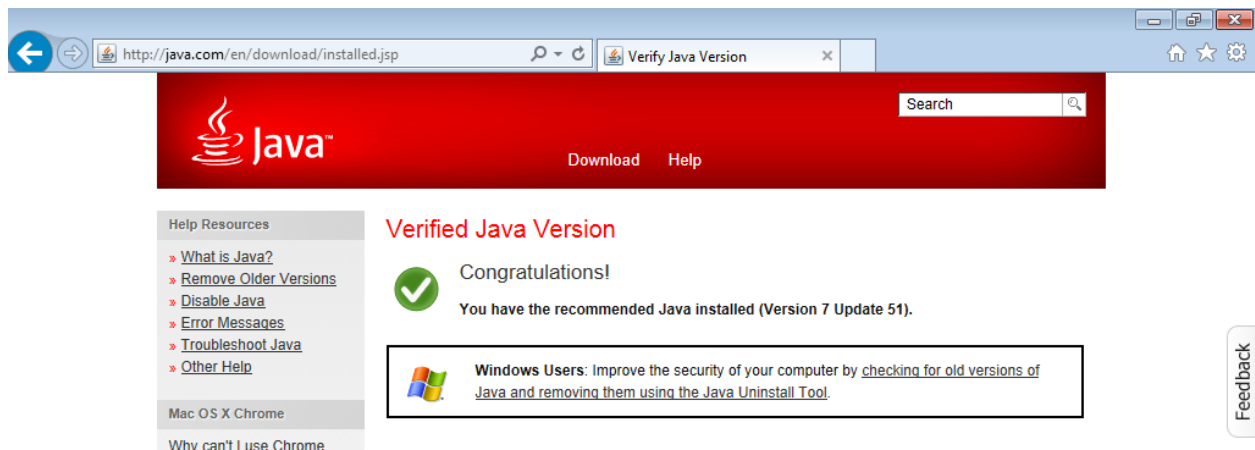 http://java.com/en/download/installed.jsp
Verify Java Version
Java™
Search
Download Help
Help Resources
» What is Java?
» Remove Older Versions
» Disable Java
» Error Messages
» Troubleshoot Java
» Other Help
Mac OS X Chrome
Why can't I use Chrome
Verified Java Version
Congratulations!
You have the recommended Java installed (Version 7 Update 51).
Windows Users: Improve the security of your computer by checking for old versions of
Java and removing them using the Java Uninstall Tool.
Feedback